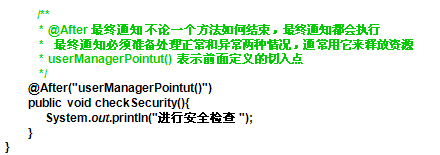 /**
* @After 最终通知 不论一个方法如何结束，最终通知都会执行
* 最终通知必须准备处理正常和异常两种情况，通常用它来释放资源
* userManagerPointut() 表示前面定义的切入点
*/
@After("userManagerPointut()")
public void checkSecurity(){
System.out.println("进行安全检查 ");
}
}